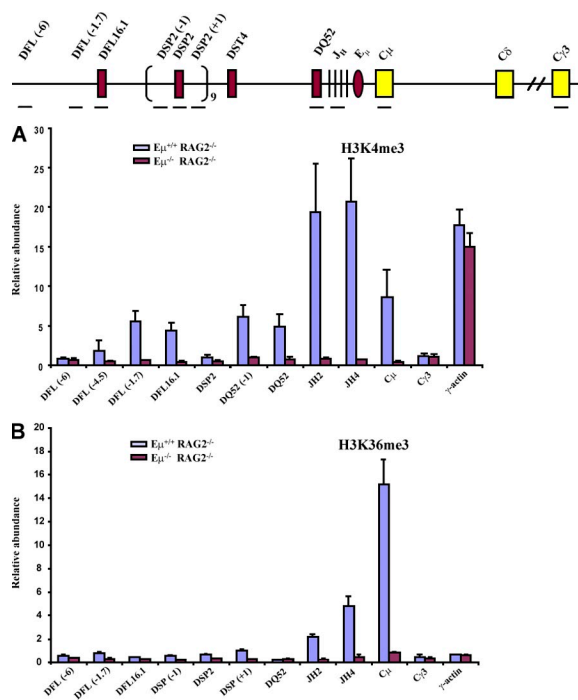 DFL (-6)
DFL (-1.7)
DFL16.1
DSP2 (-1)
DSP2
DSP2 (+1)
DST4
DQ52
JH
Eμ
Cμ
Cδ
Cγ3
9
A
H3K4me3
Eμ+/+ RAG2-/-
Eμ-/- RAG2-/-
Relative abundance
30
25
20
15
10
5
0
DFL (-6)
DFL (-4.5)
DFL (-1.7)
DFL16.1
DSP2
DQ52 (-1)
DQ52
JH2
JH4
Cμ
Cγ3
γ-actin
B
H3K36me3
Eμ+/+ RAG2-/-
Eμ-/- RAG2-/-
Relative abundance
20
18
16
14
12
10
8
6
4
2
0
DFL (-6)
DFL (-1.7)
DFL16.1
DSP (-1)
DSP2
DSP (+1)
DQ52
JH2
JH4
Cμ
Cγ3
γ-actin